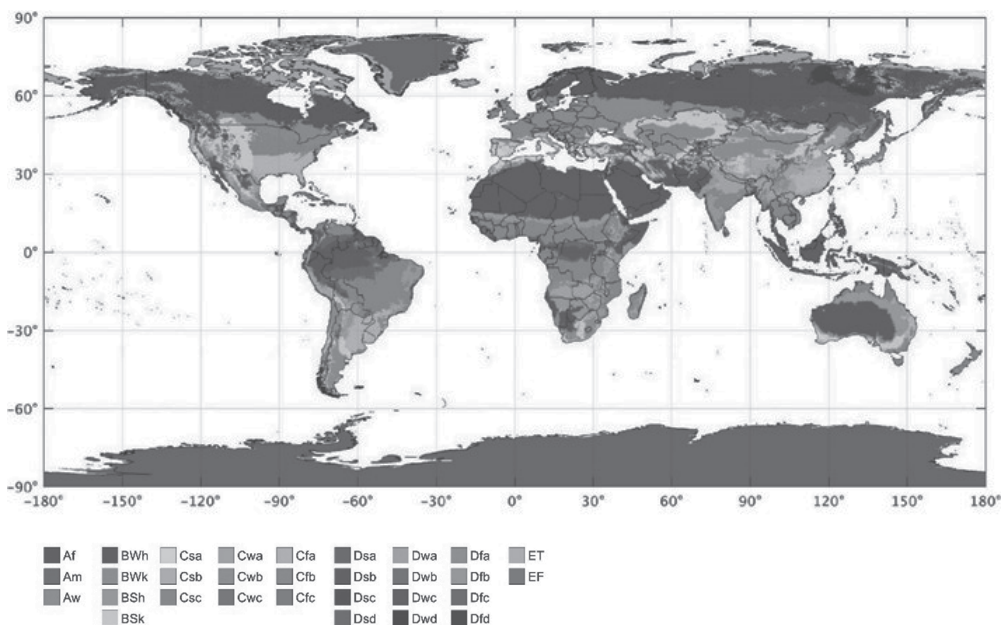 90°
60°
30°
0°
-30°
-60°
-90°
-180° -150° -120° -90° -60° -30° 0° 30° 60° 90° 120° 150° 180°
Af BWh Csa Cwa Cfa Dsa Dwa Dfa ET
Am BWk Csb Cwb Cfb Dsb Dwb Dfb EF
Aw BSh Csc Cwc Cfc Dsc Dwc Dfc
BSk Dsd Dwd Dfd